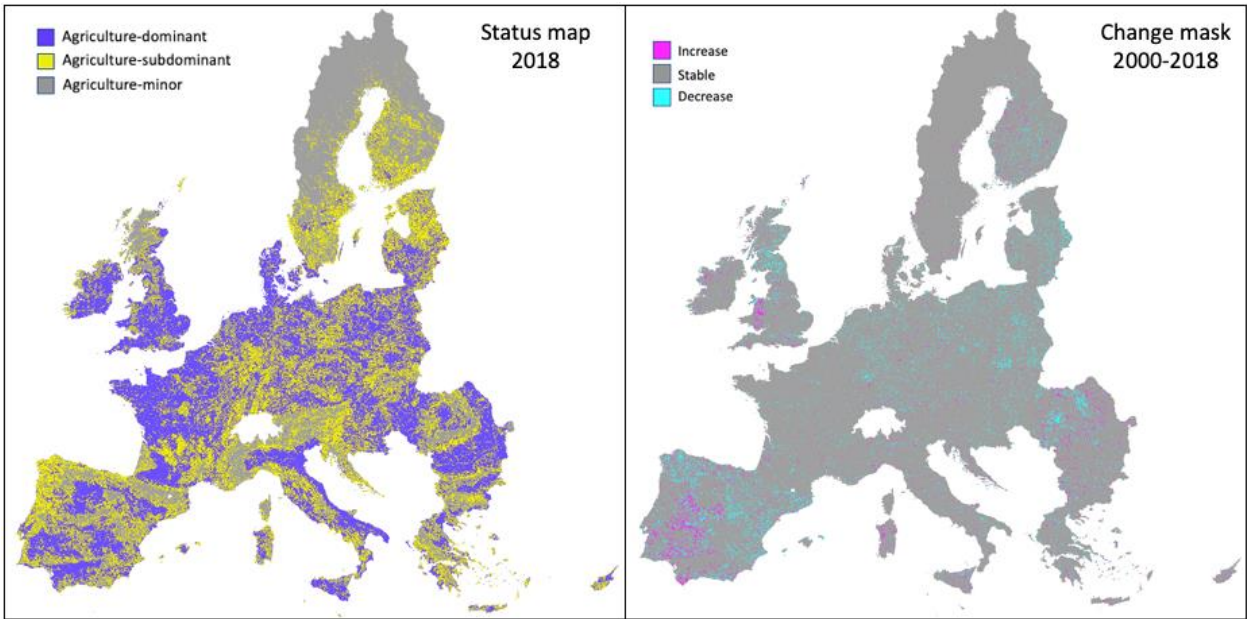 Status map
2018
Agriculture-dominant
Agriculture-subdominant
Agriculture-minor
Change mask
2000-2018
Increase
Stable
Decrease